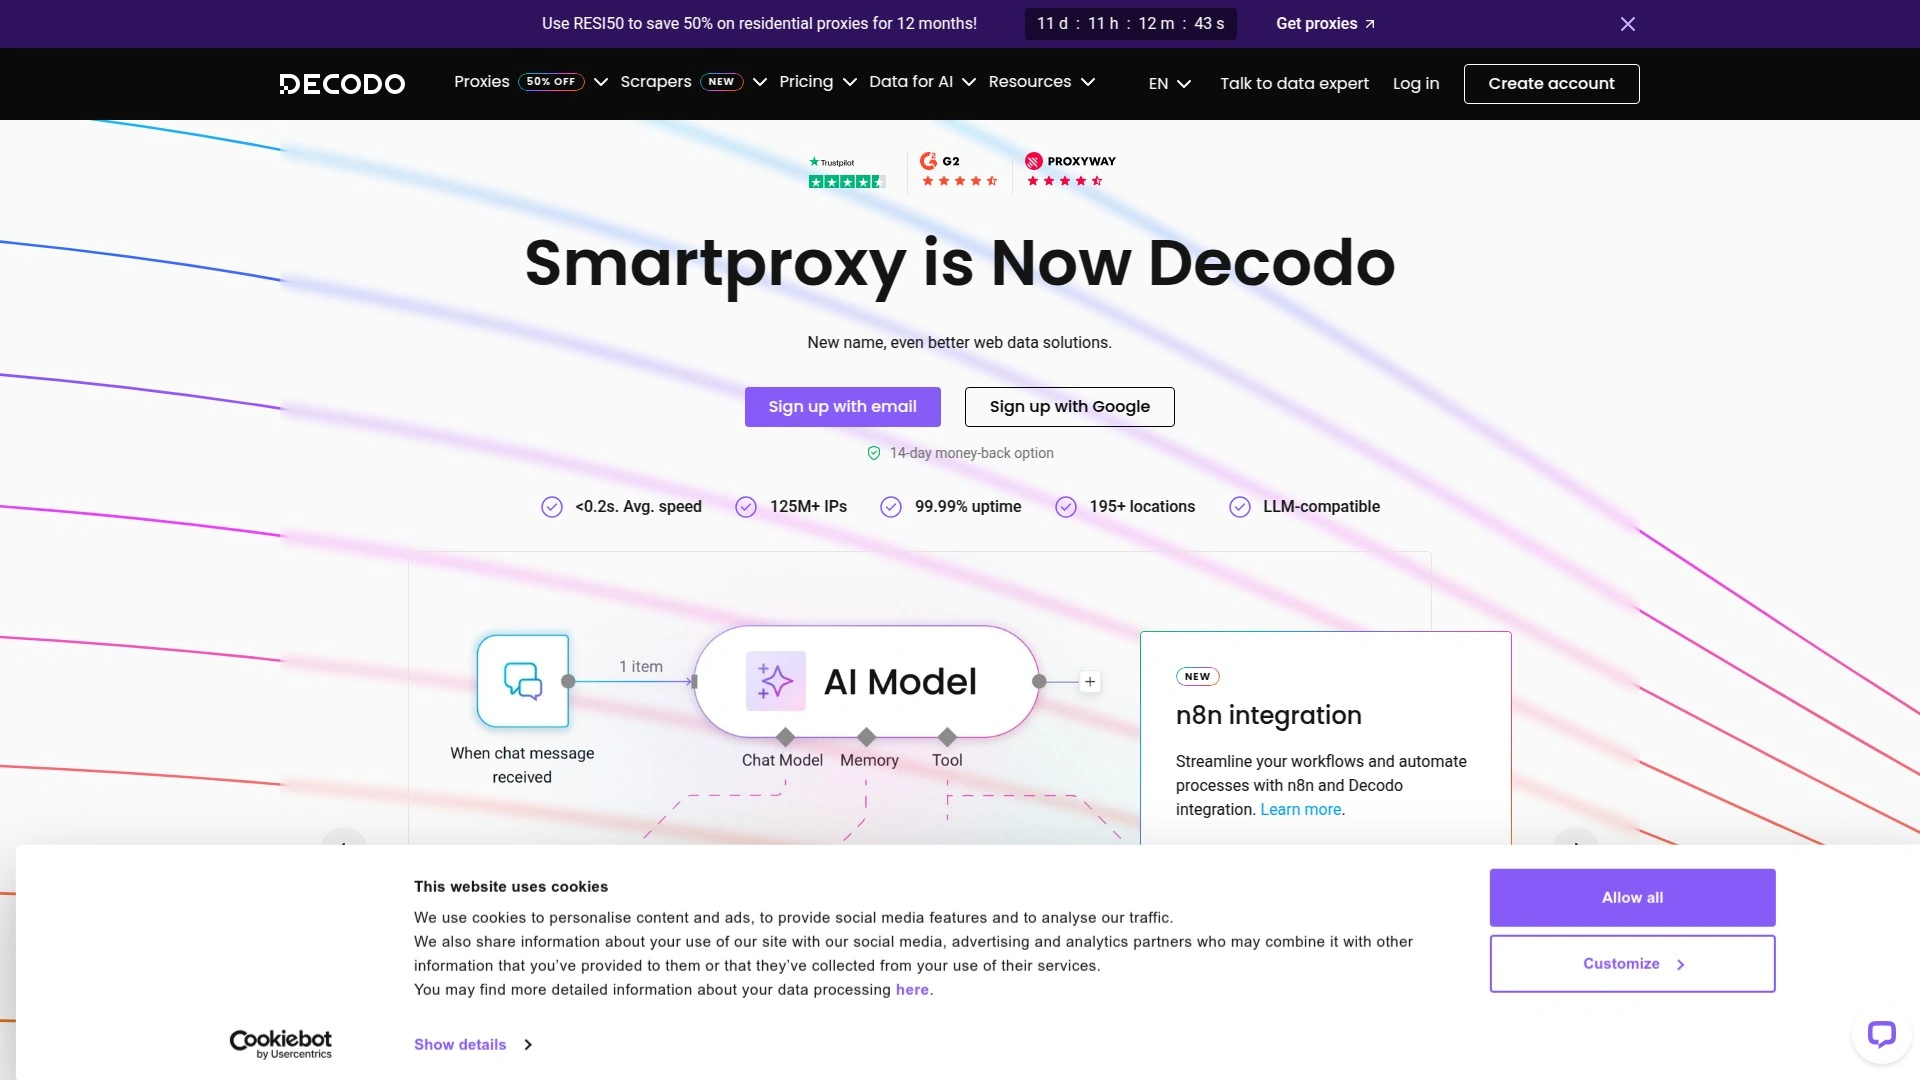 Use RESI50 to save 50% on residential proxies for 12 months!
11 d : 11 h : 12 m : 43 s
Get proxies
DECODO
Proxies 50% OFF
Scrapers NEW
Pricing
Data for AI
Resources
EN
Talk to data expert
Log in
Create account
Trustpilot
G2
PROXYWAY
Smartproxy is Now Decodo
New name, even better web data solutions.
Sign up with email
Sign up with Google
14-day money-back option
<0.2s. Avg. speed
125M+ IPs
99.99% uptime
195+ locations
LLM-compatible
1 item
AI Model
When chat message
received
Chat Model
Memory
Tool
NEW
n8n integration
Streamline your workflows and automate
processes with n8n and Decodo
integration. Learn more.
This website uses cookies
We use cookies to personalise content and ads, to provide social media features and to analyse our traffic.
We also share information about your use of our site with our social media, advertising and analytics partners who may combine it with other
information that you've provided to them or that they've collected from your use of their services.
You may find more detailed information about your data processing here.
Allow all
Customize
Cookiebot
by Usercentrics
Show details